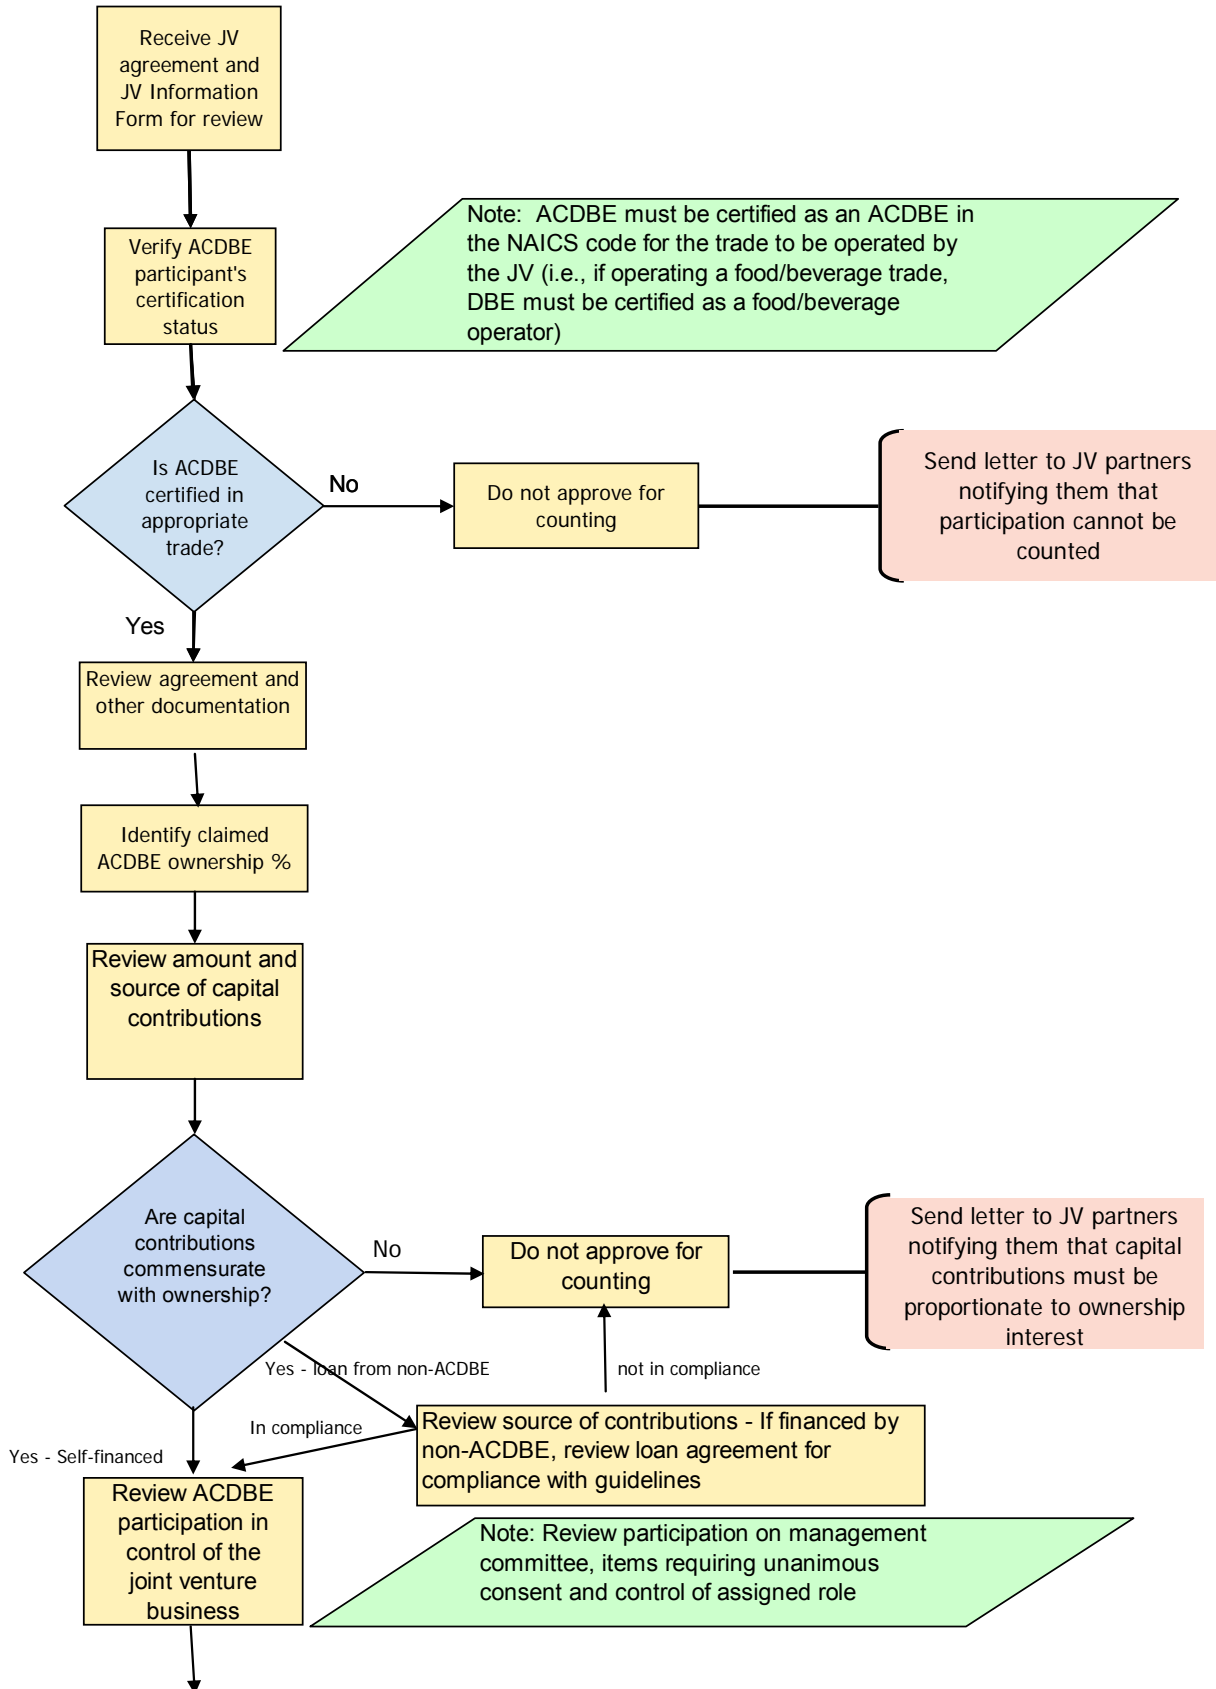 Receive JV
agreement and
JV Information
Form for review
Note:  ACDBE must be certified as an ACDBE in
the NAICS code for the trade to be operated by
the JV (i.e., if operating a food/beverage trade,
DBE must be certified as a food/beverage
operator)
Verify ACDBE
participant's
certification
status
Is ACDBE
certified in
appropriate
trade?
No
Do not approve for
counting
Send letter to JV partners
notifying them that
participation cannot be
counted
Yes
Review agreement and
other documentation
Identify claimed
ACDBE ownership %
Review amount and
source of capital
contributions
Are capital
contributions
commensurate
with ownership?
No
Do not approve for
counting
Send letter to JV partners
notifying them that capital
contributions must be
proportionate to ownership
interest
Yes - loan from non-ACDBE
not in compliance
In compliance
Review source of contributions - If financed by
non-ACDBE, review loan agreement for
compliance with guidelines
Yes - Self-financed
Review ACDBE
participation in
control of the
joint venture
business
Note: Review participation on management
committee, items requiring unanimous
consent and control of assigned role